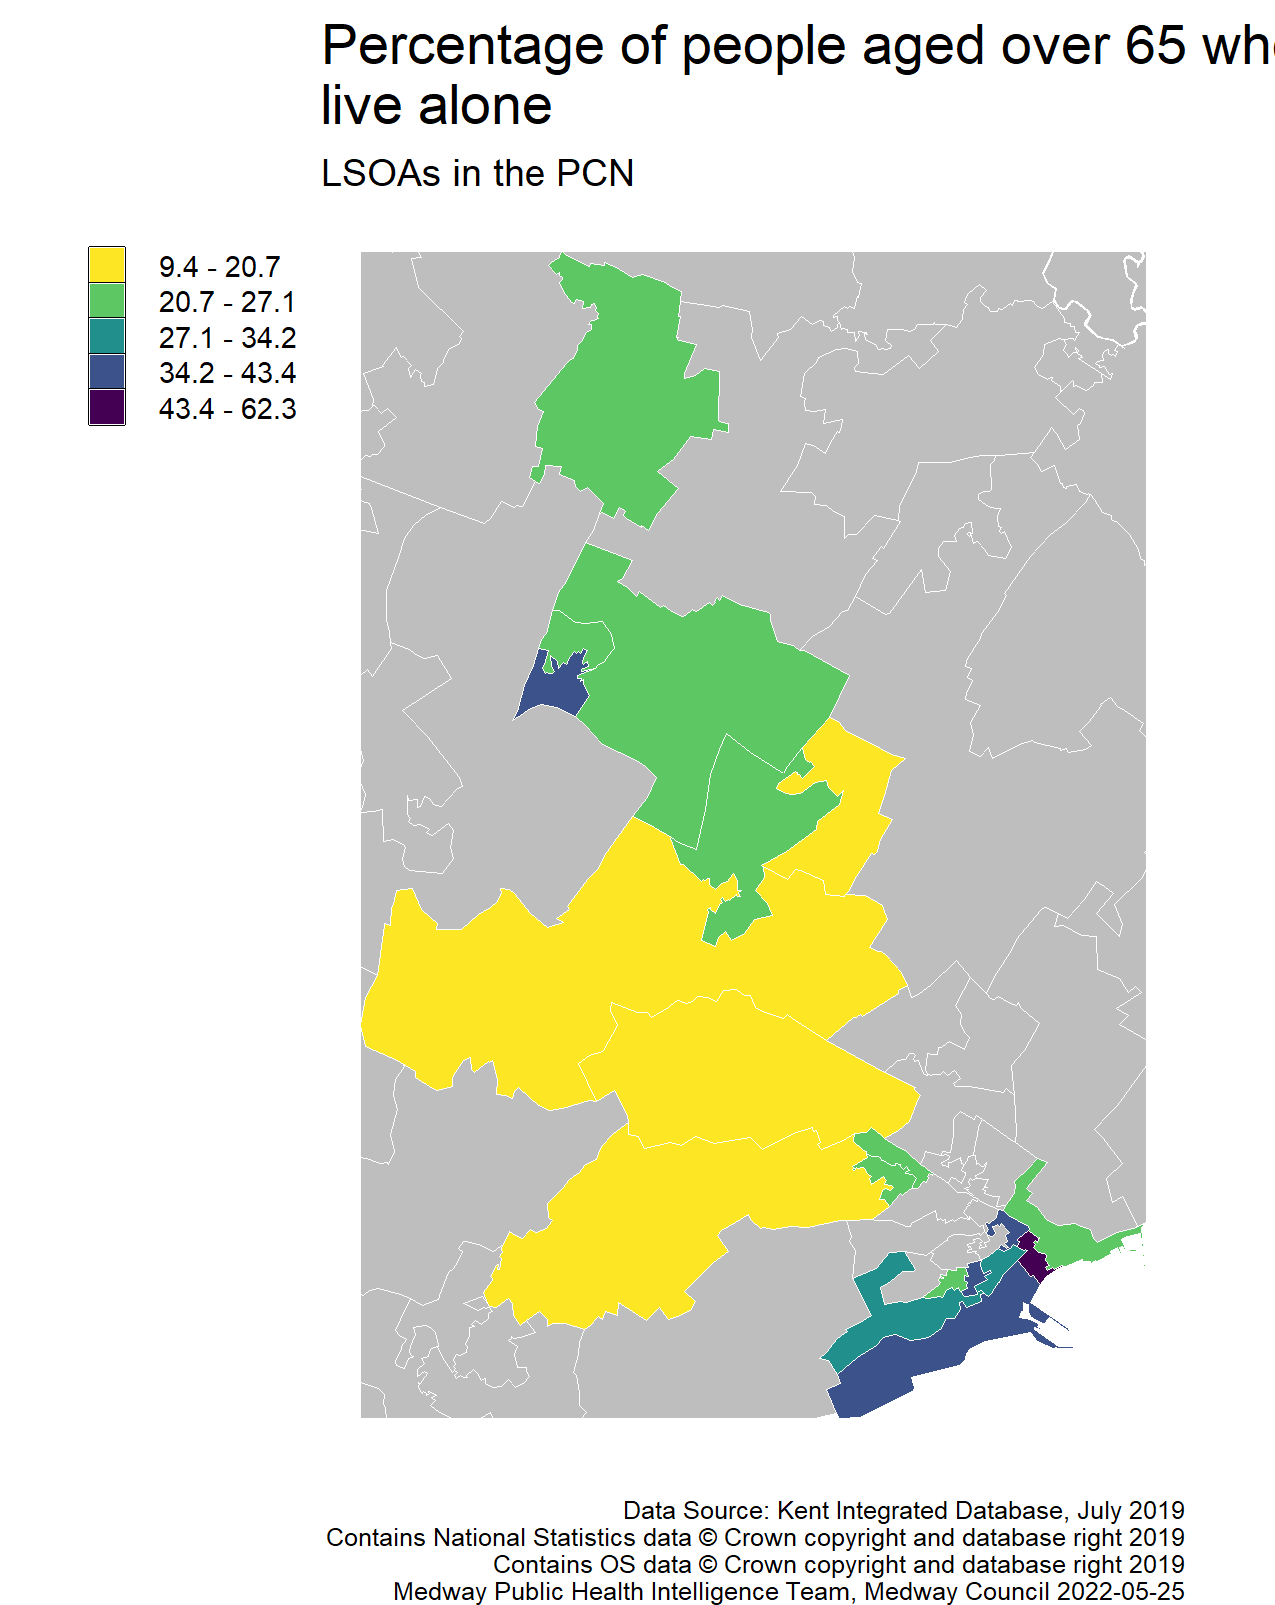 Percentage of people aged over 65 who
live alone
LSOAs in the PCN
9.4 - 20.7
20.7 - 27.1
27.1 - 34.2
34.2 - 43.4
43.4 - 62.3
Data Source: Kent Integrated Database, July 2019
Contains National Statistics data © Crown copyright and database right 2019
Contains OS data © Crown copyright and database right 2019
Medway Public Health Intelligence Team, Medway Council 2022-05-25